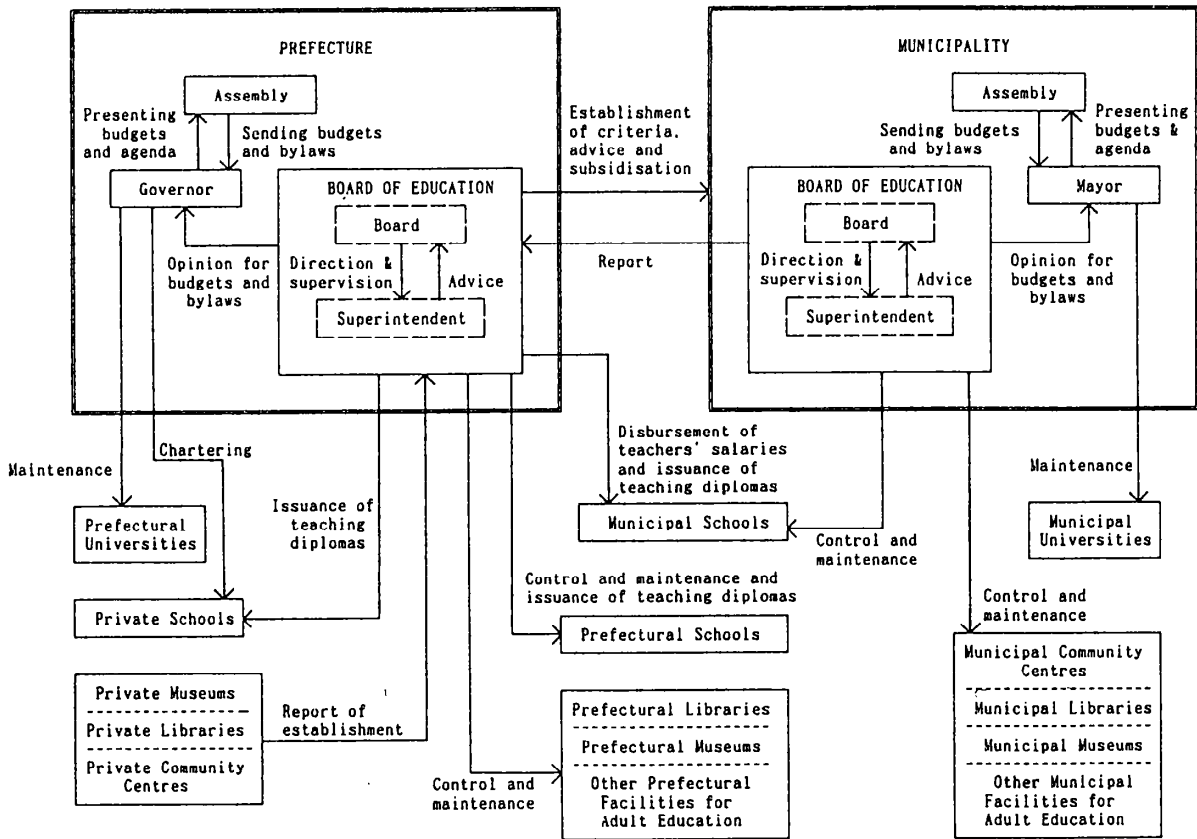 PREFECTURE
Assembly
Presenting
budgets
and agenda
Sending budgets
and bylaws
Governor
BOARD OF EDUCATION
Board
Direction &
supervision
Advice
Superintendent
Opinion for
budgets and
bylaws
Establishment
of criteria,
advice and
subsidisation
Report
MUNICIPALITY
Assembly
Sending budgets
and bylaws
Presenting
budgets &
agenda
BOARD OF EDUCATION
Mayor
Board
Direction &
supervision
Advice
Superintendent
Opinion for
budgets and
bylaws
Maintenance
Chartering
Prefectural
Universities
Issuance of
teaching
diplomas
Private Schools
Disbursement of
teachers' salaries
and issuance of
teaching diplomas
Municipal Schools
Control and
maintenance
Maintenance
Municipal
Universities
Control and maintenance and
issuance of teaching diplomas
Prefectural Schools
Control and
maintenance
Private Museums
Private Libraries
Private Community
Centres
Report of
establishment
Control and
maintenance
Prefectural Libraries
Prefectural Museums
Other Prefectural
Facilities for
Adult Education
Municipal Community
Centres
Municipal Libraries
Municipal Museums
Other Municipal
Facilities for
Adult Education